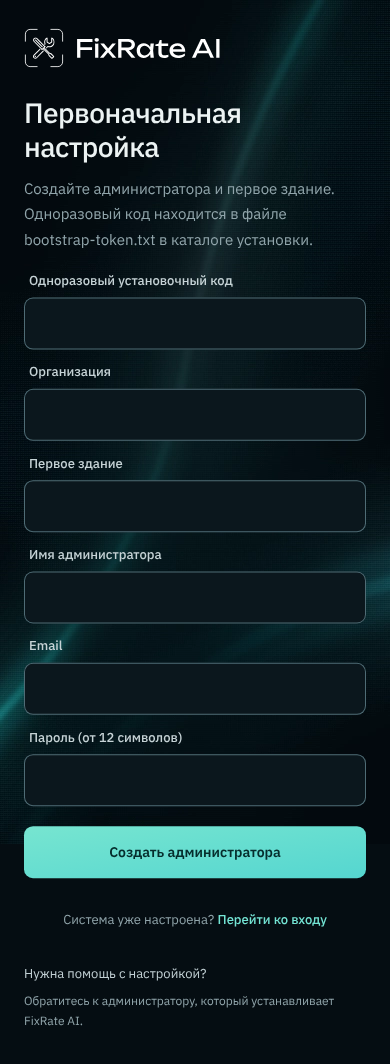 FixRate AI
Первоначальная
настройка
Создайте администратора и первое здание.
Одноразовый код находится в файле
bootstrap-token.txt в каталоге установки.
Одноразовый установочный код
Организация
Первое здание
Имя администратора
Email
Пароль (от 12 символов)
Создать администратора
Система уже настроена? Перейти ко входу
Нужна помощь с настройкой?
Обратитесь к администратору, который устанавливает
FixRate AI.